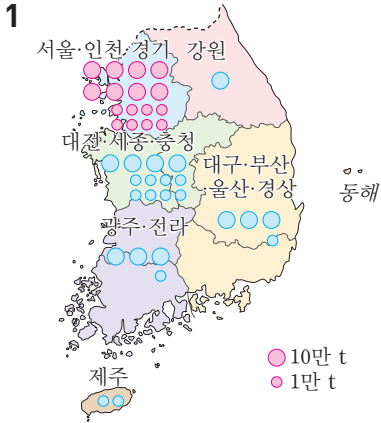 1
서울·인천·경기
강원
대전·세종·충청
대구·부산
·울산·경상
동해
광주·전라
제주
10만 t
1만 t